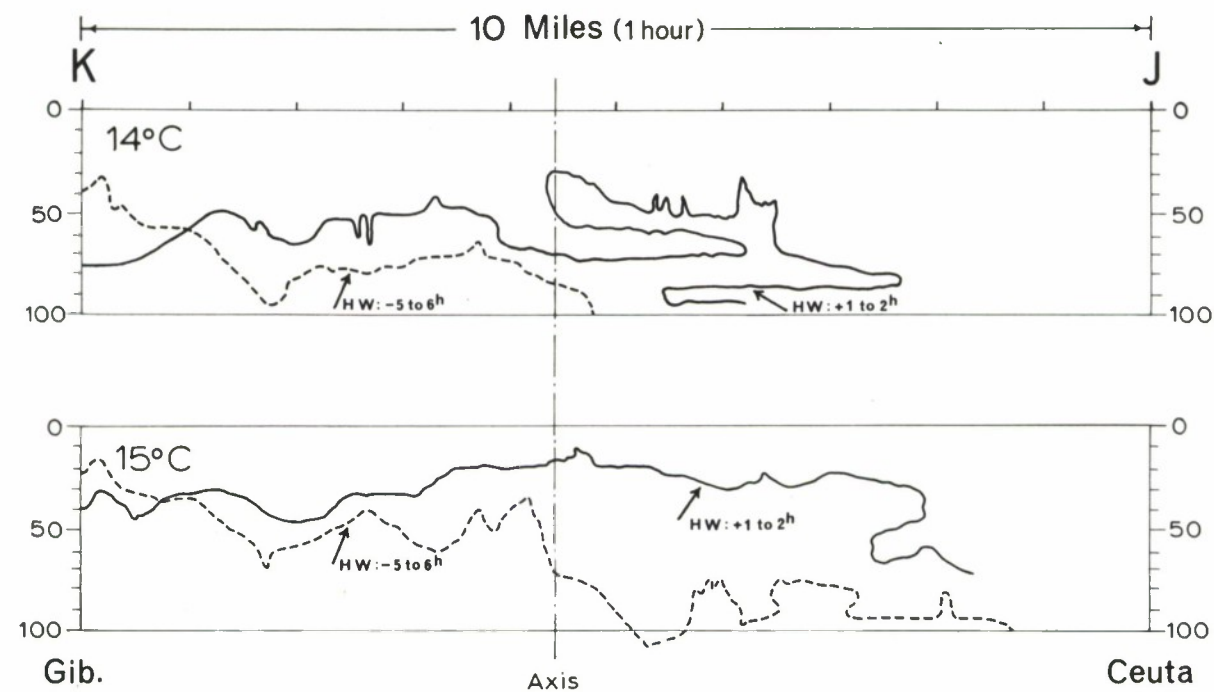 10 Miles (1 hour)
K J
0 0
14°C
50 50
HW:-5 to 6h HW:+1 to 2h
100 100
0 0
15°C
HW:+1 to 2h
50 50
HW:-5 to 6h
100 100
Gib. Axis Ceuta